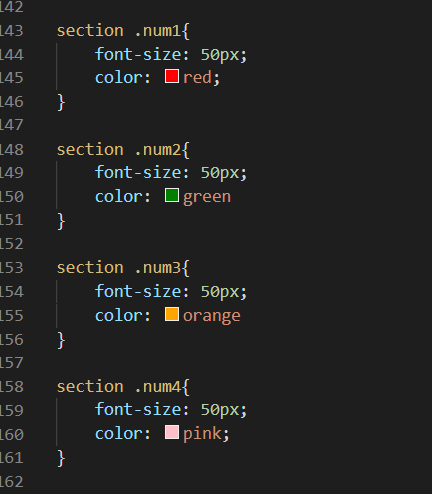 142
143 section .num1{
144 font-size: 50px;
145 color: red;
146 }
147
148 section .num2{
149 font-size: 50px;
150 color: green
151 }
152
153 section .num3{
154 font-size: 50px;
155 color: orange
156 }
157
158 section .num4{
159 font-size: 50px;
160 color: pink;
161 }
162